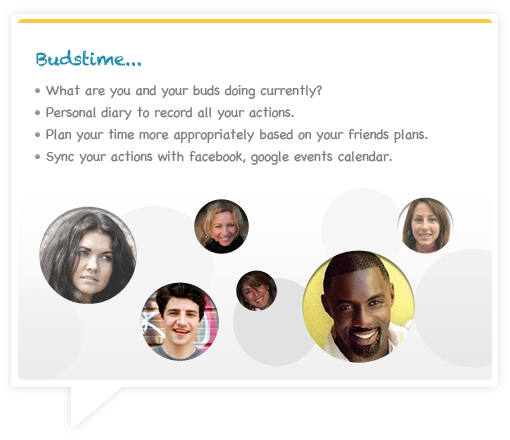 Budstime...
• What are you and your buds doing currently?
• Personal diary to record all your actions.
• Plan your time more appropriately based on your friends plans.
• Sync your actions with facebook, google events calendar.